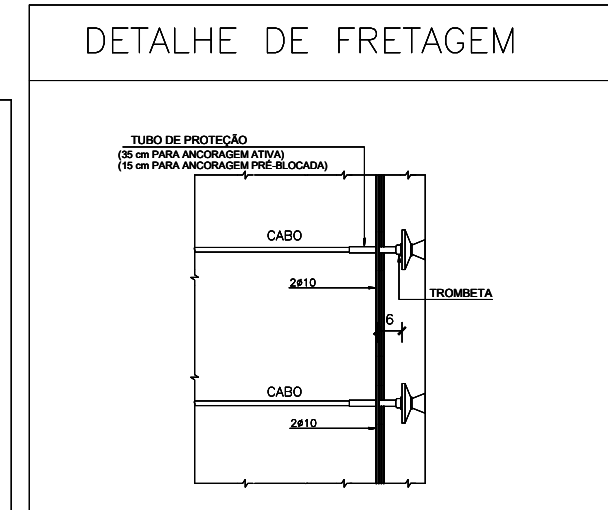 DETALHE DE FRETAGEM
TUBO DE PROTEÇÃO
(35 cm PARA ANCORAGEM ATIVA)
(15 cm PARA ANCORAGEM PRÉ-BLOCADA)
CABO
2ø10
TROMBETA
6
CABO
2ø10